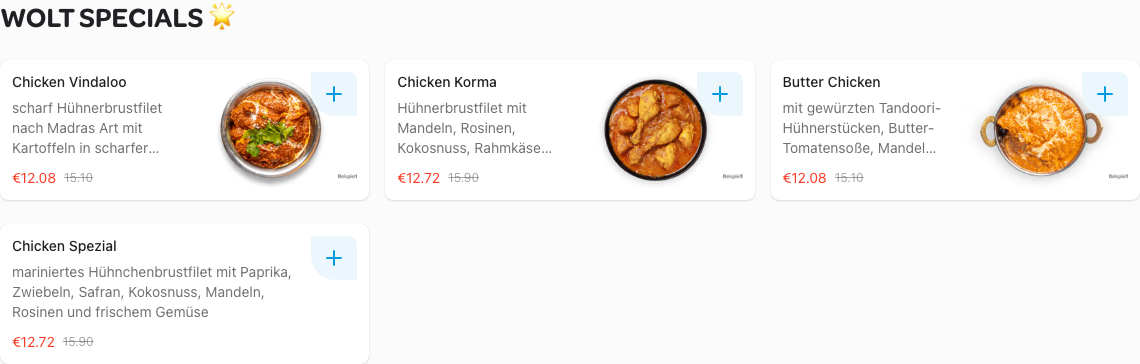 WOLT SPECIALS 🌟
Chicken Vindaloo
scharf Hühnerbrustfilet
nach Madras Art mit
Kartoffeln in scharfer...
€12.08 15.10
Beispiel!
Chicken Korma
Hühnerbrustfilet mit
Mandeln, Rosinen,
Kokosnuss, Rahmkäse...
€12.72 15.90
Beispiel!
Butter Chicken
mit gewürzten Tandoori-
Hühnerstücken, Butter-
Tomatensoße, Mandel...
€12.08 15.10
Beispiel!
Chicken Spezial
mariniertes Hühnchenbrustfilet mit Paprika,
Zwiebeln, Safran, Kokosnuss, Mandeln,
Rosinen und frischem Gemüse
€12.72 15.90